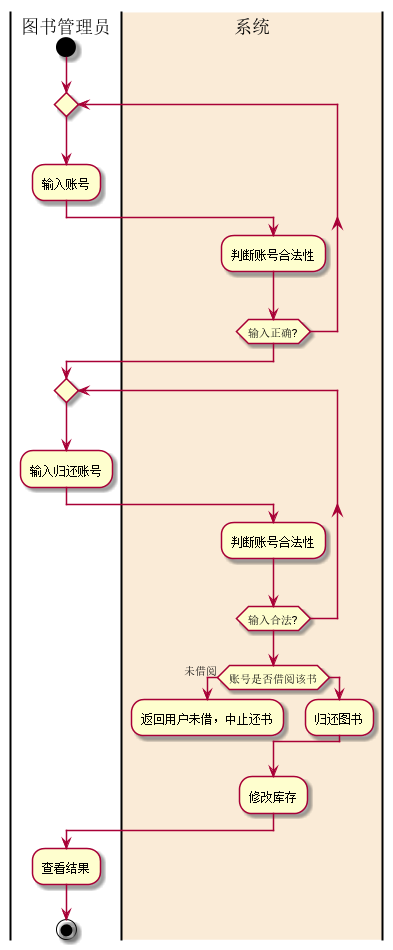 图书管理员
系统
输入账号
判断账号合法性
输入正确?
输入归还账号
判断账号合法性
输入合法?
未借阅
账号是否借阅该书
返回用户未借，中止还书
归还图书
修改库存
查看结果